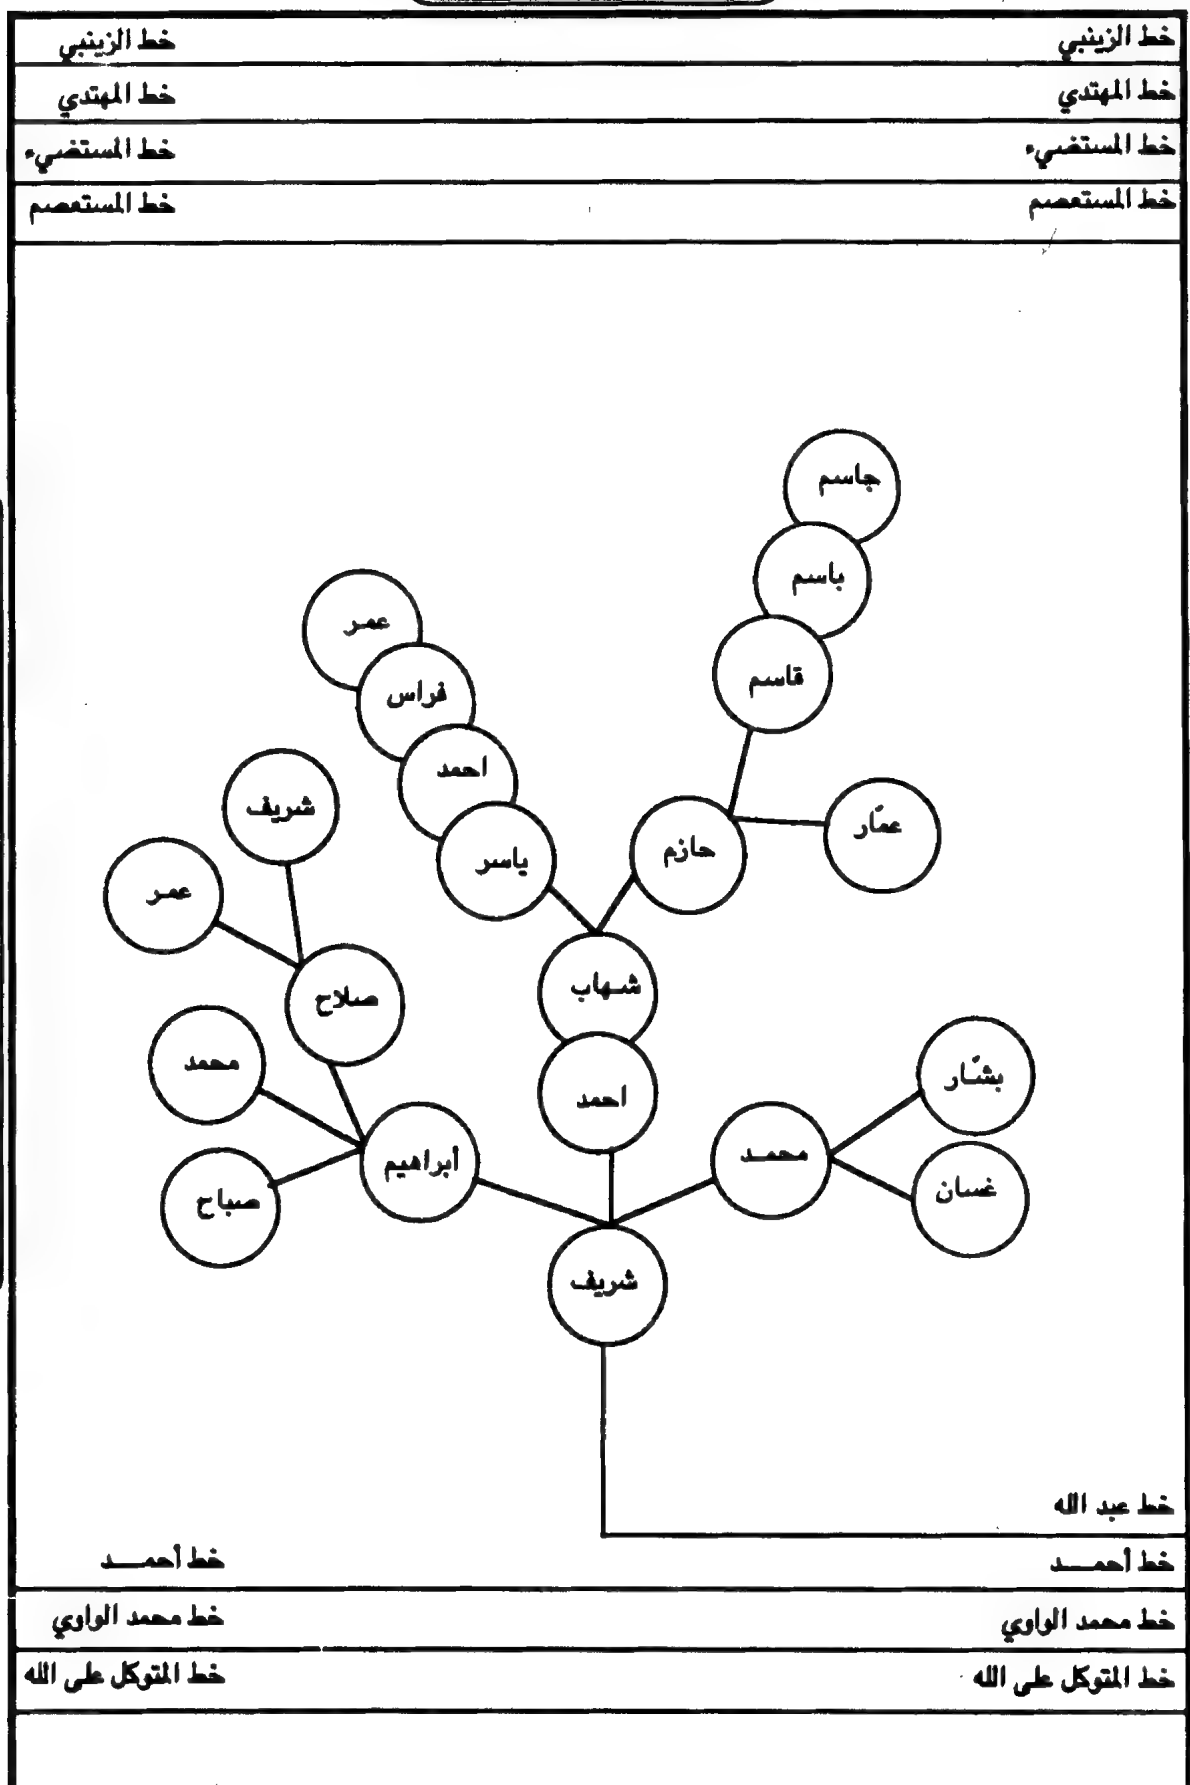 خط الزينبي خط الزينبي
خط المهتدي خط المهتدي
خط المستضيء خط المستضيء
خط المستعصم خط المستعصم
جاسم
باسم
عمر
قاسم
فراس
احمد
شريف
عمّار
حازم
ياسر
عمر
شهاب
صلاح
محمد
بشّار
احمد
محمـد
أبراهيم
غسان
صباح
شريف
خط عبد الله
خط أحمــد خط أحمــد
خط محمد الواوي خط محمد الواوي
خط المتوكل على الله خط المتوكل على الله